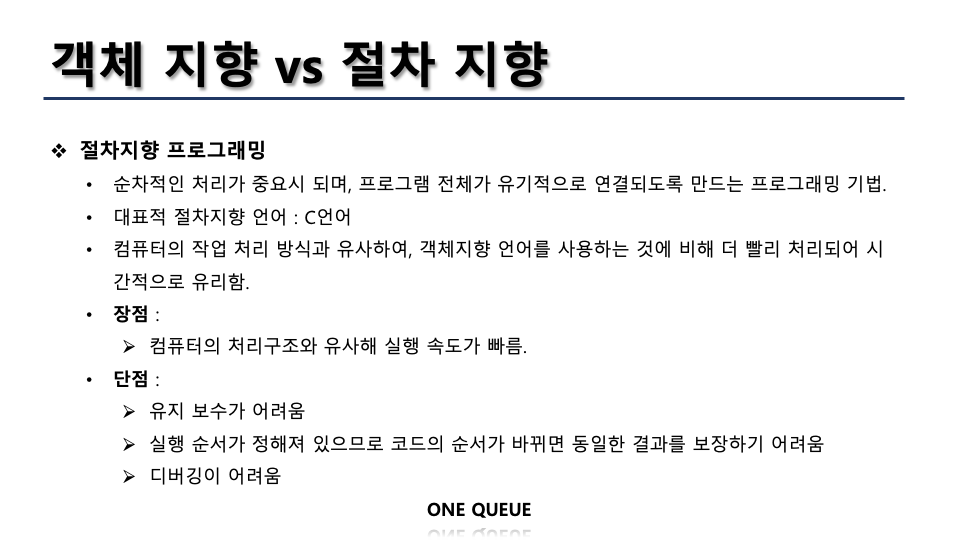 객체 지향 vs 절차 지향
❖ 절차지향 프로그래밍
• 순차적인 처리가 중요시 되며, 프로그램 전체가 유기적으로 연결되도록 만드는 프로그래밍 기법.
• 대표적 절차지향 언어 : C언어
• 컴퓨터의 작업 처리 방식과 유사하여, 객체지향 언어를 사용하는 것에 비해 더 빨리 처리되어 시
간적으로 유리함.
• 장점 :
➢ 컴퓨터의 처리구조와 유사해 실행 속도가 빠름.
• 단점 :
➢ 유지 보수가 어려움
➢ 실행 순서가 정해져 있으므로 코드의 순서가 바뀌면 동일한 결과를 보장하기 어려움
➢ 디버깅이 어려움
ONE QUEUE